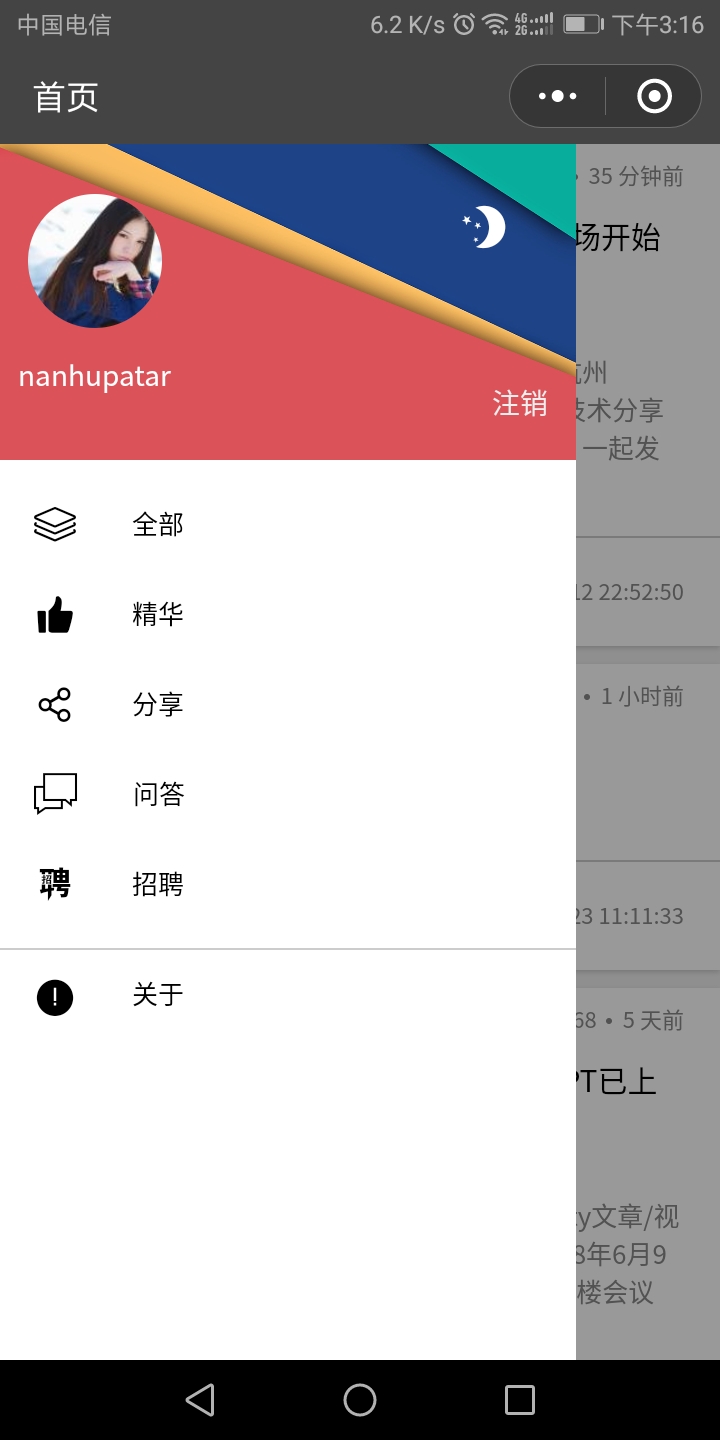 中国电信 6.2 K/s 4G 2G 下午3:16
首页
• 35 分钟前
场开始
nanhupatar
注销
州
术分享
一起发
全部
12 22:52:50
精华
分享
• 1 小时前
问答
招聘
23 11:11:33
关于
68 • 5 天前
PT已上
y文章/视
8年6月9
楼会议